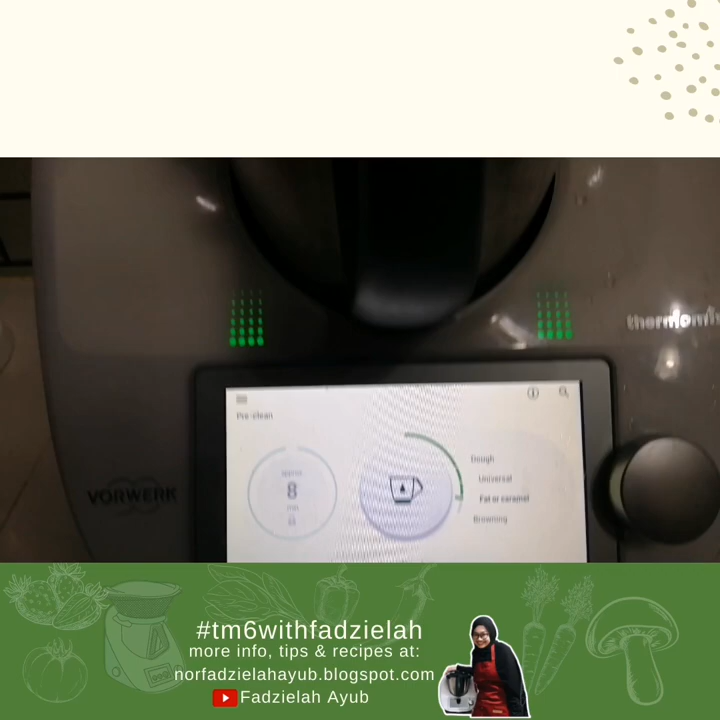 thermomix
Pre-clean
approx.
8
min
Dough
Universal
Fat or caramel
Browning
VORWERK
#tm6withfadzielah
more info, tips & recipes at:
norfadzielahayub.blogspot.com
Fadzielah Ayub